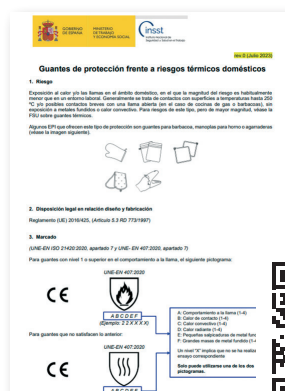 GOBIERNO DE ESPAÑA
MINISTERIO DE TRABAJO Y ECONOMÍA SOCIAL
insst
Instituto Nacional de Seguridad y Salud en el Trabajo
rev.0 (Julio 2023)
Guantes de protección frente a riesgos térmicos domésticos
1. Riesgo
Exposición al calor y/o las llamas en el ámbito doméstico, en el que la magnitud del riesgo es habitualmente
menor que en un entorno laboral. Generalmente se trata de contactos con superficies a temperaturas hasta 250
ºC y/o posibles contactos breves con una llama abierta (en el caso de cocinas de gas o barbacoas), sin
exposición a metales fundidos o calor convectivo. Para riesgos de este tipo, pero de mayor magnitud, véase la
FSU sobre guantes térmicos.
Algunos EPI que ofrecen este tipo de protección son guantes para barbacoa, manoplas para horno o agarraderas
(véase la imagen siguiente).
2. Disposición legal en relación diseño y fabricación
Reglamento (UE) 2016/425, (Artículo 5.3 RD 773/1997)
3. Marcado
(UNE-EN ISO 21420:2020, apartado 7 y UNE- EN 407:2020, apartado 7)
Para guantes con nivel 1 o superior en el comportamiento a la llama, el siguiente pictograma:
UNE-EN 407:2020
CE
A B C D E F
(Ejemplo: 2 2 X X X X)
Para guantes que no satisfacen lo anterior:
UNE-EN 407:2020
CE
A B C D E F
A: Comportamiento a la llama (1-4)
B: Calor de contacto (1-4)
C: Calor convectivo (1-4)
D: Calor radiante (1-4)
E: Pequeñas salpicaduras de metal
F: Grandes masas de metal fundido
Un nivel "X" implica que no se ha
ensayo correspondiente
Solo puede utilizarse una de los dos
pictogramas.